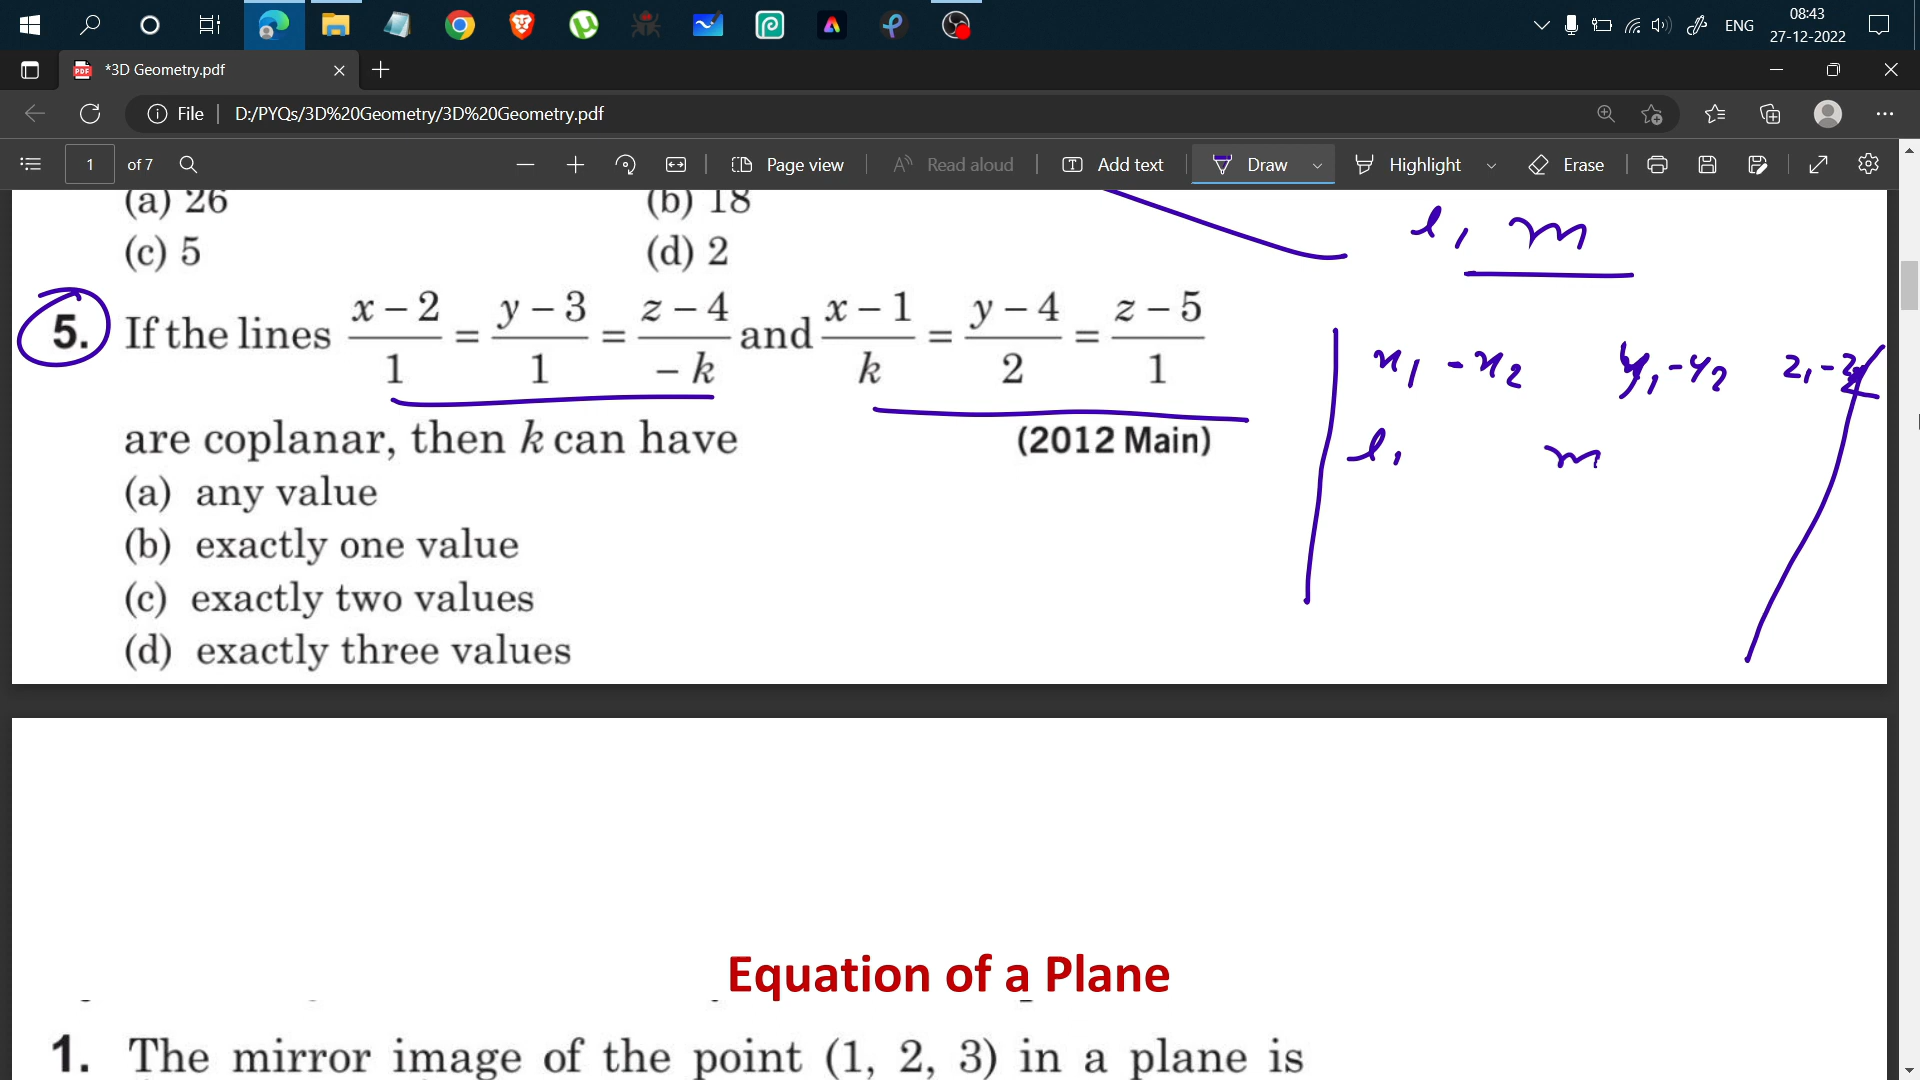 08:43
ENG
27-12-2022
*3D Geometry.pdf
File D:/PYQs/3D%20Geometry/3D%20Geometry.pdf
1 of 7 Page view Read aloud Add text Draw Highlight Erase
(a) 26 (b) 18
(c) 5 (d) 2
l, m
5. If the lines (x − 2)/1 = (y − 3)/1 = (z − 4)/(− k) and (x − 1)/k = (y − 4)/2 = (z − 5)/1
x₁ - x₂ y₁ - y₂ z₁ - z₂
are coplanar, then k can have (2012 Main)
l₁ m
(a) any value
(b) exactly one value
(c) exactly two values
(d) exactly three values
Equation of a Plane
1. The mirror image of the point (1, 2, 3) in a plane is